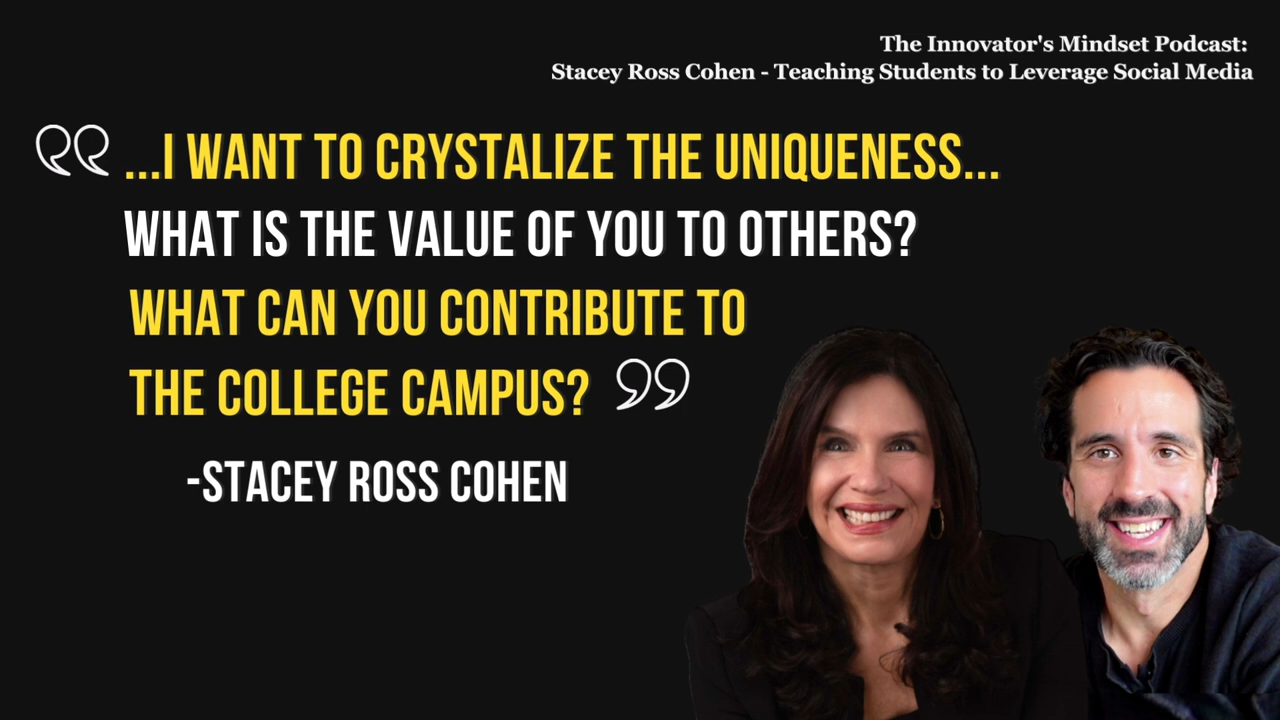 The Innovator's Mindset Podcast:
Stacey Ross Cohen - Teaching Students to Leverage Social Media
“...I WANT TO CRYSTALIZE THE UNIQUENESS...
WHAT IS THE VALUE OF YOU TO OTHERS?
WHAT CAN YOU CONTRIBUTE TO
THE COLLEGE CAMPUS? ”
-STACEY ROSS COHEN